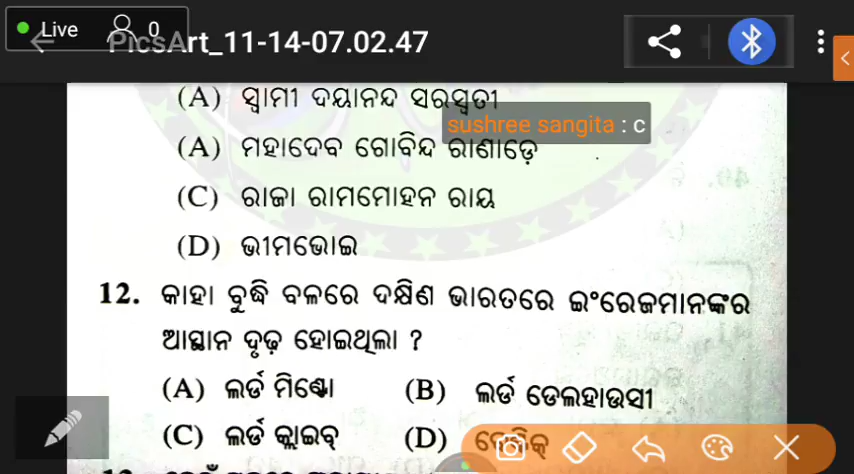 Live 0
PicsArt_11-14-07.02.47
(A) ସ୍ୱାମୀ ଦୟାନନ୍ଦ ସରସ୍ୱତୀ
sushree sangita : c
(A) ମହାଦେବ ଗୋବିନ୍ଦ ରାଣାଡ଼େ
(C) ରାଜା ରାମମୋହନ ରାୟ
(D) ଭୀମଭୋଇ
12. କାହା ବୁଦ୍ଧି ବଳରେ ଦକ୍ଷିଣ ଭାରତରେ ଇଂରେଜମାନଙ୍କର
ଆସ୍ଥାନ ଦୃଢ଼ ହୋଇଥିଲା ?
(A) ଲର୍ଡ ମିଣ୍ଟୋ (B) ଲର୍ଡ ଡେଲହାଉସୀ
(C) ଲର୍ଡ କ୍ଲାଇବ୍ (D)